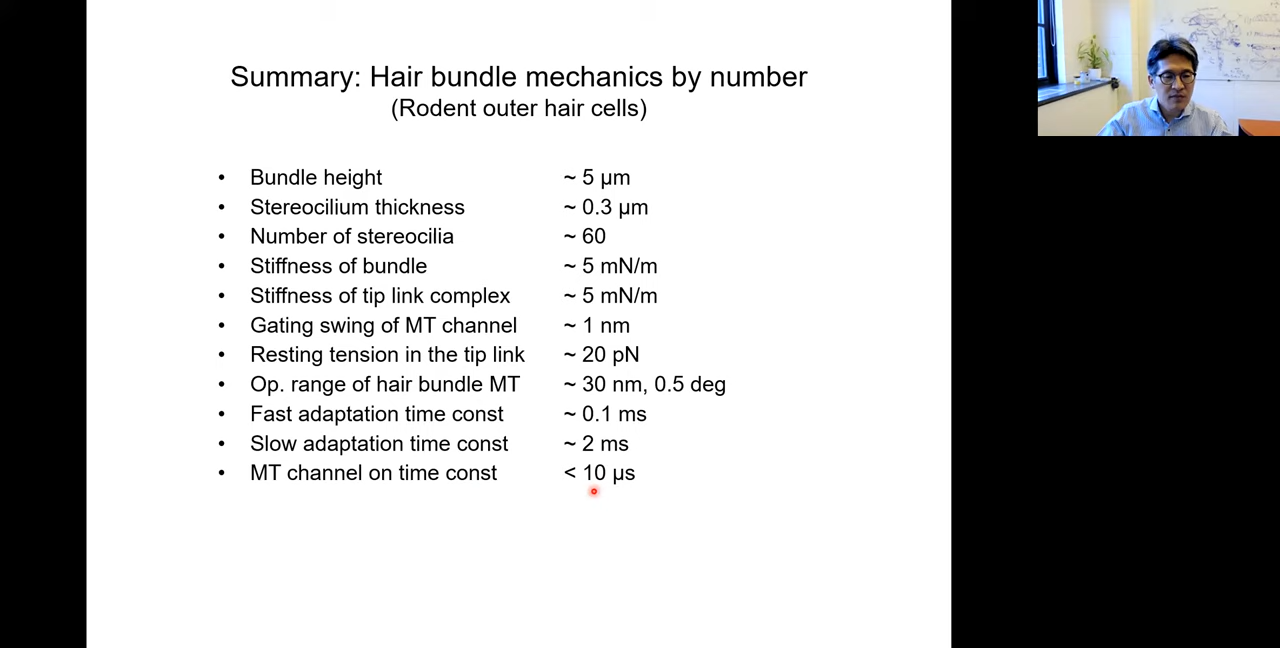 Summary: Hair bundle mechanics by number
(Rodent outer hair cells)
• Bundle height ~ 5 µm
• Stereocilium thickness ~ 0.3 µm
• Number of stereocilia ~ 60
• Stiffness of bundle ~ 5 mN/m
• Stiffness of tip link complex ~ 5 mN/m
• Gating swing of MT channel ~ 1 nm
• Resting tension in the tip link ~ 20 pN
• Op. range of hair bundle MT ~ 30 nm, 0.5 deg
• Fast adaptation time const ~ 0.1 ms
• Slow adaptation time const ~ 2 ms
• MT channel on time const < 10 µs